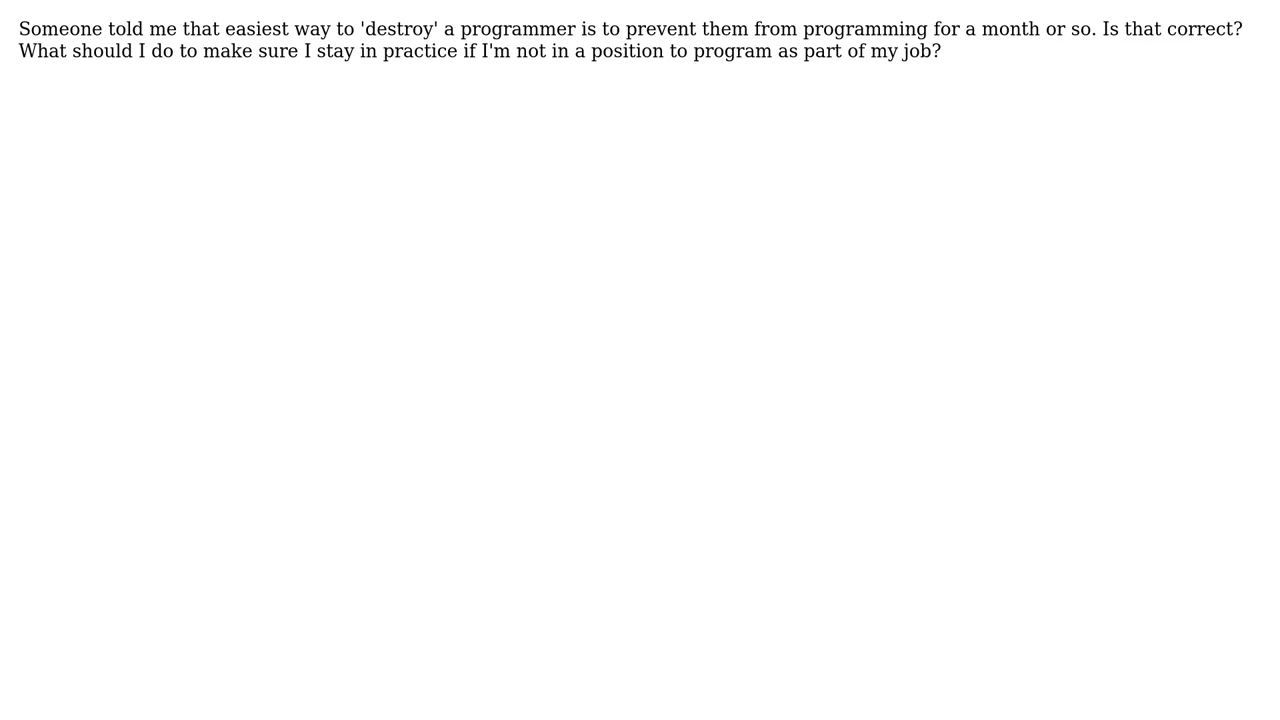 Someone told me that easiest way to 'destroy' a programmer is to prevent them from programming for a month or so. Is that correct?
What should I do to make sure I stay in practice if I'm not in a position to program as part of my job?